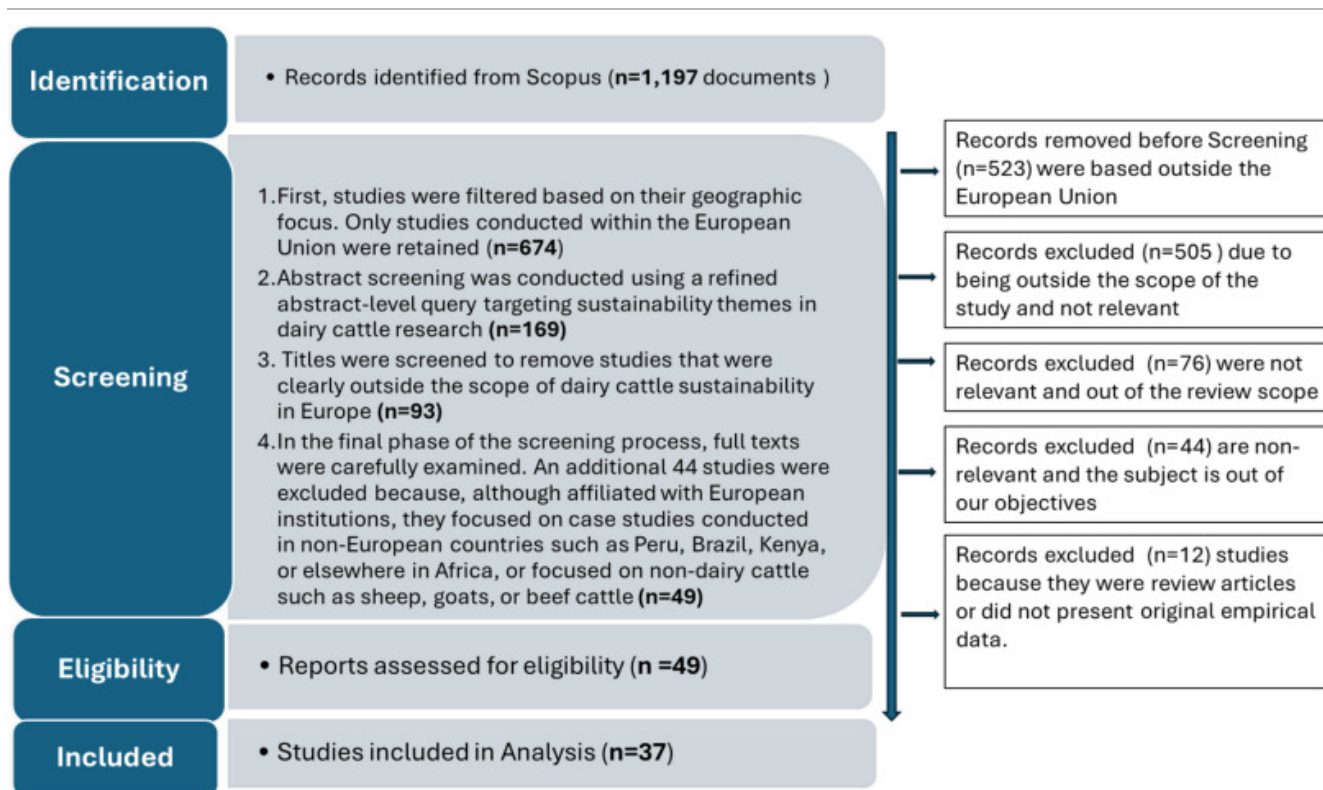 Identification
• Records identified from Scopus (n=1,197 documents )
Screening
1.First, studies were filtered based on their geographic
focus. Only studies conducted within the European
Union were retained (n=674)
2.Abstract screening was conducted using a refined
abstract-level query targeting sustainability themes in
dairy cattle research (n=169)
3. Titles were screened to remove studies that were
clearly outside the scope of dairy cattle sustainability
in Europe (n=93)
4.In the final phase of the screening process, full texts
were carefully examined. An additional 44 studies were
excluded because, although affiliated with European
institutions, they focused on case studies conducted
in non-European countries such as Peru, Brazil, Kenya,
or elsewhere in Africa, or focused on non-dairy cattle
such as sheep, goats, or beef cattle (n=49)
Eligibility
• Reports assessed for eligibility (n =49)
Included
• Studies included in Analysis (n=37)
Records removed before Screening
(n=523) were based outside the
European Union
Records excluded (n=505 ) due to
being outside the scope of the
study and not relevant
Records excluded (n=76) were not
relevant and out of the review scope
Records excluded (n=44) are non-
relevant and the subject is out of
our objectives
Records excluded (n=12) studies
because they were review articles
or did not present original empirical
data.